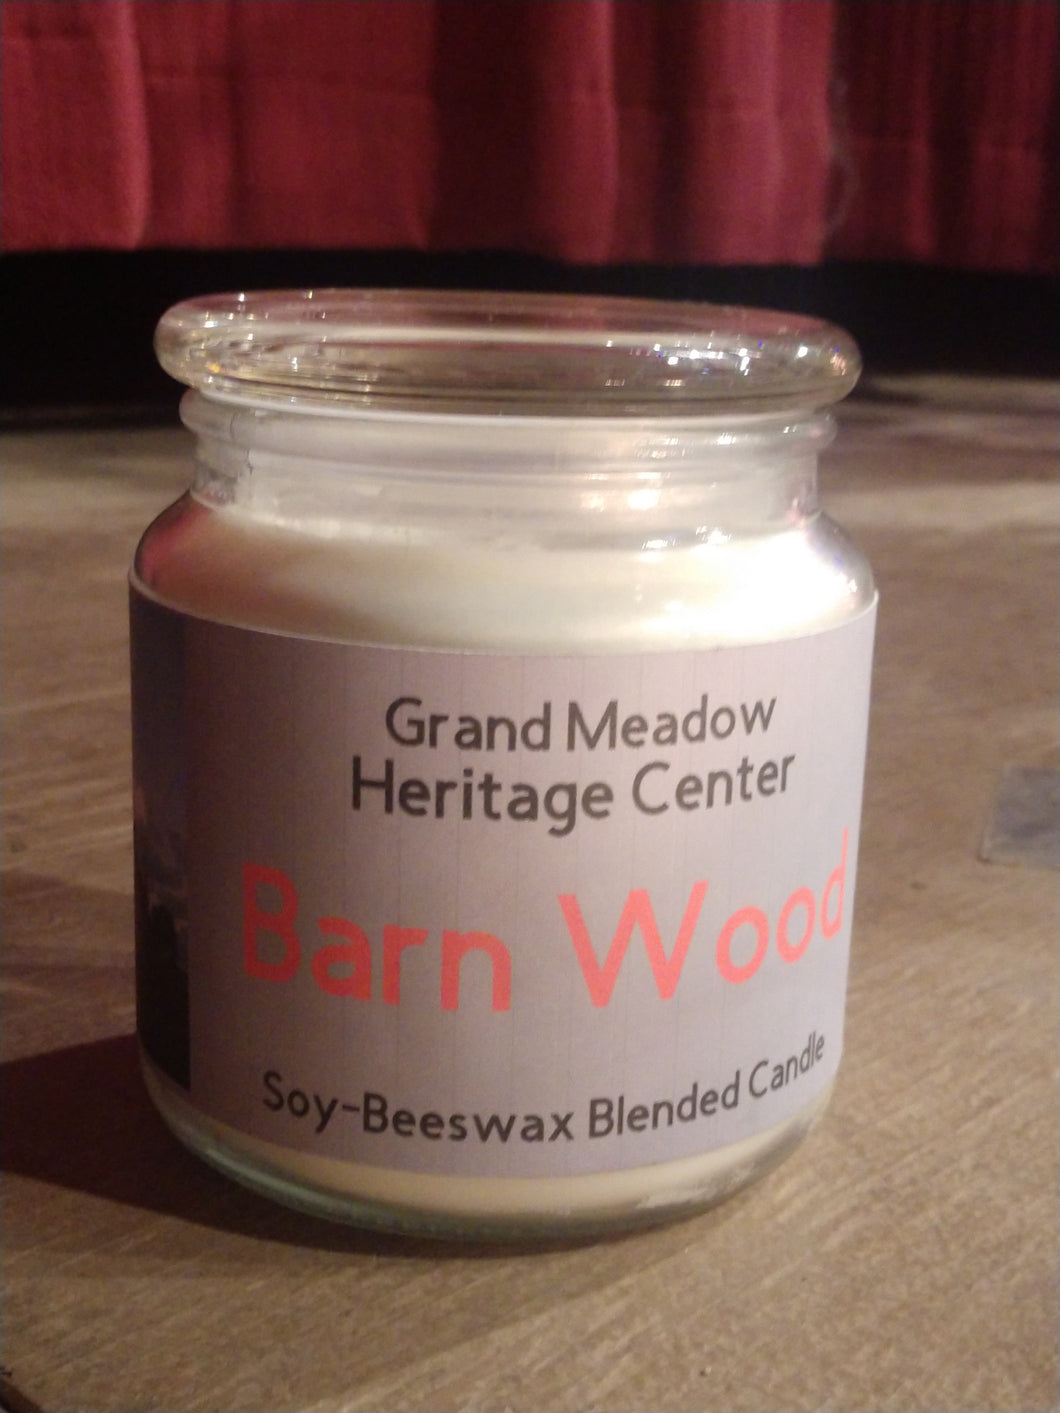 Grand Meadow
Heritage Center
Barn Wood
Soy-Beeswax Blended Candle